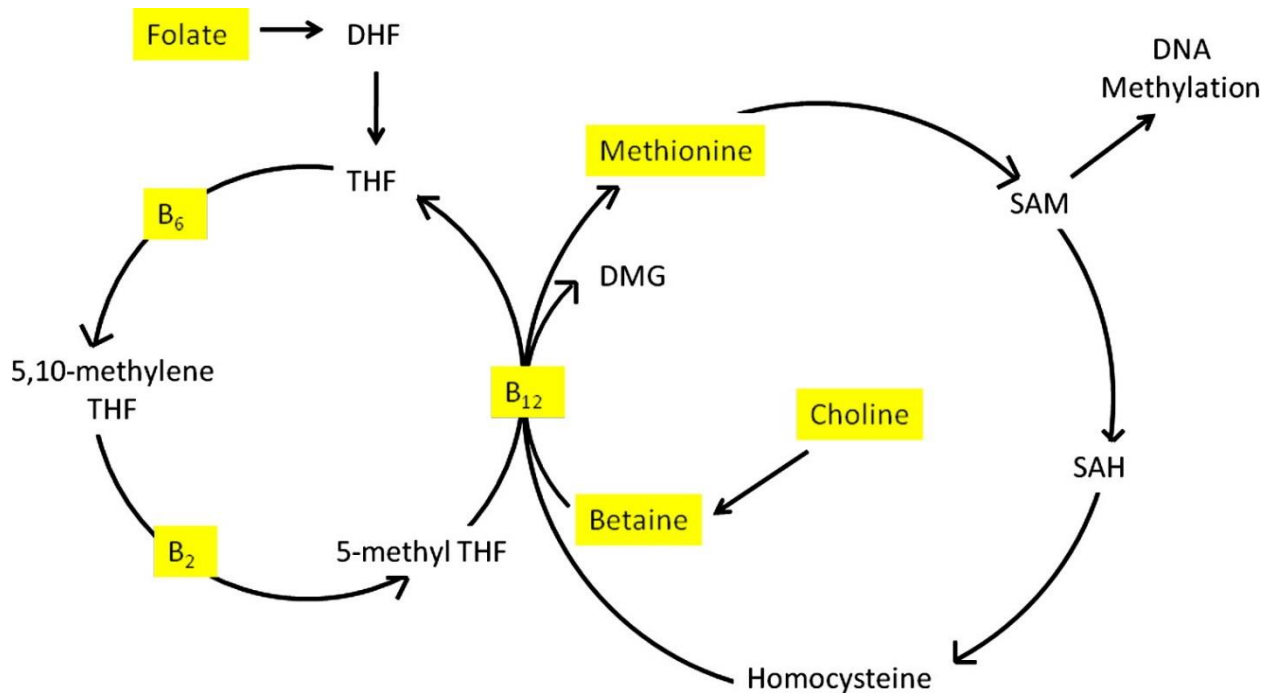 Folate
DHF
DNA
Methylation
Methionine
THF
B₆
SAM
DMG
5,10-methylene
THF
B₁₂
Choline
SAH
Betaine
B₂
5-methyl THF
Homocysteine